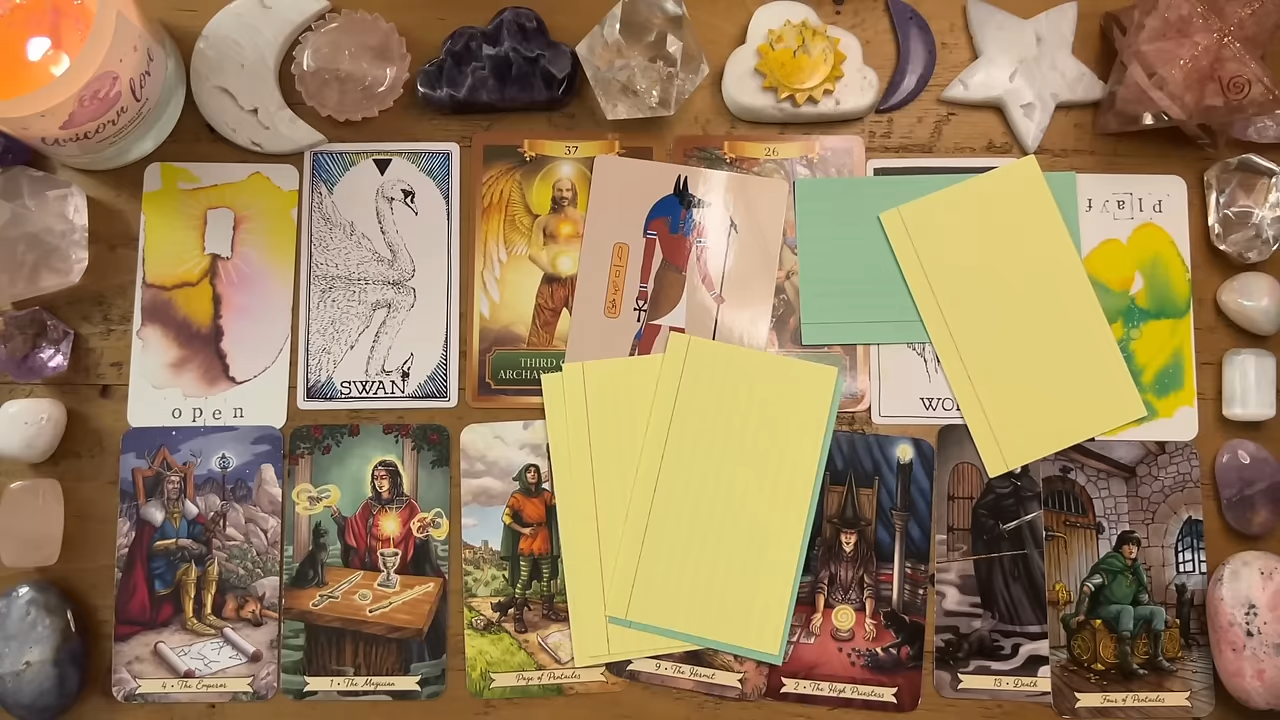 Unicorn Love
37
26
THIRD
ARCHANG
Playf
open
SWAN
WO
4 • The Emperor
1 • The Magician
Page of Pentacles
9 • The Hermit
2 • The High Priestess
13 • Death
Four of Pentacles